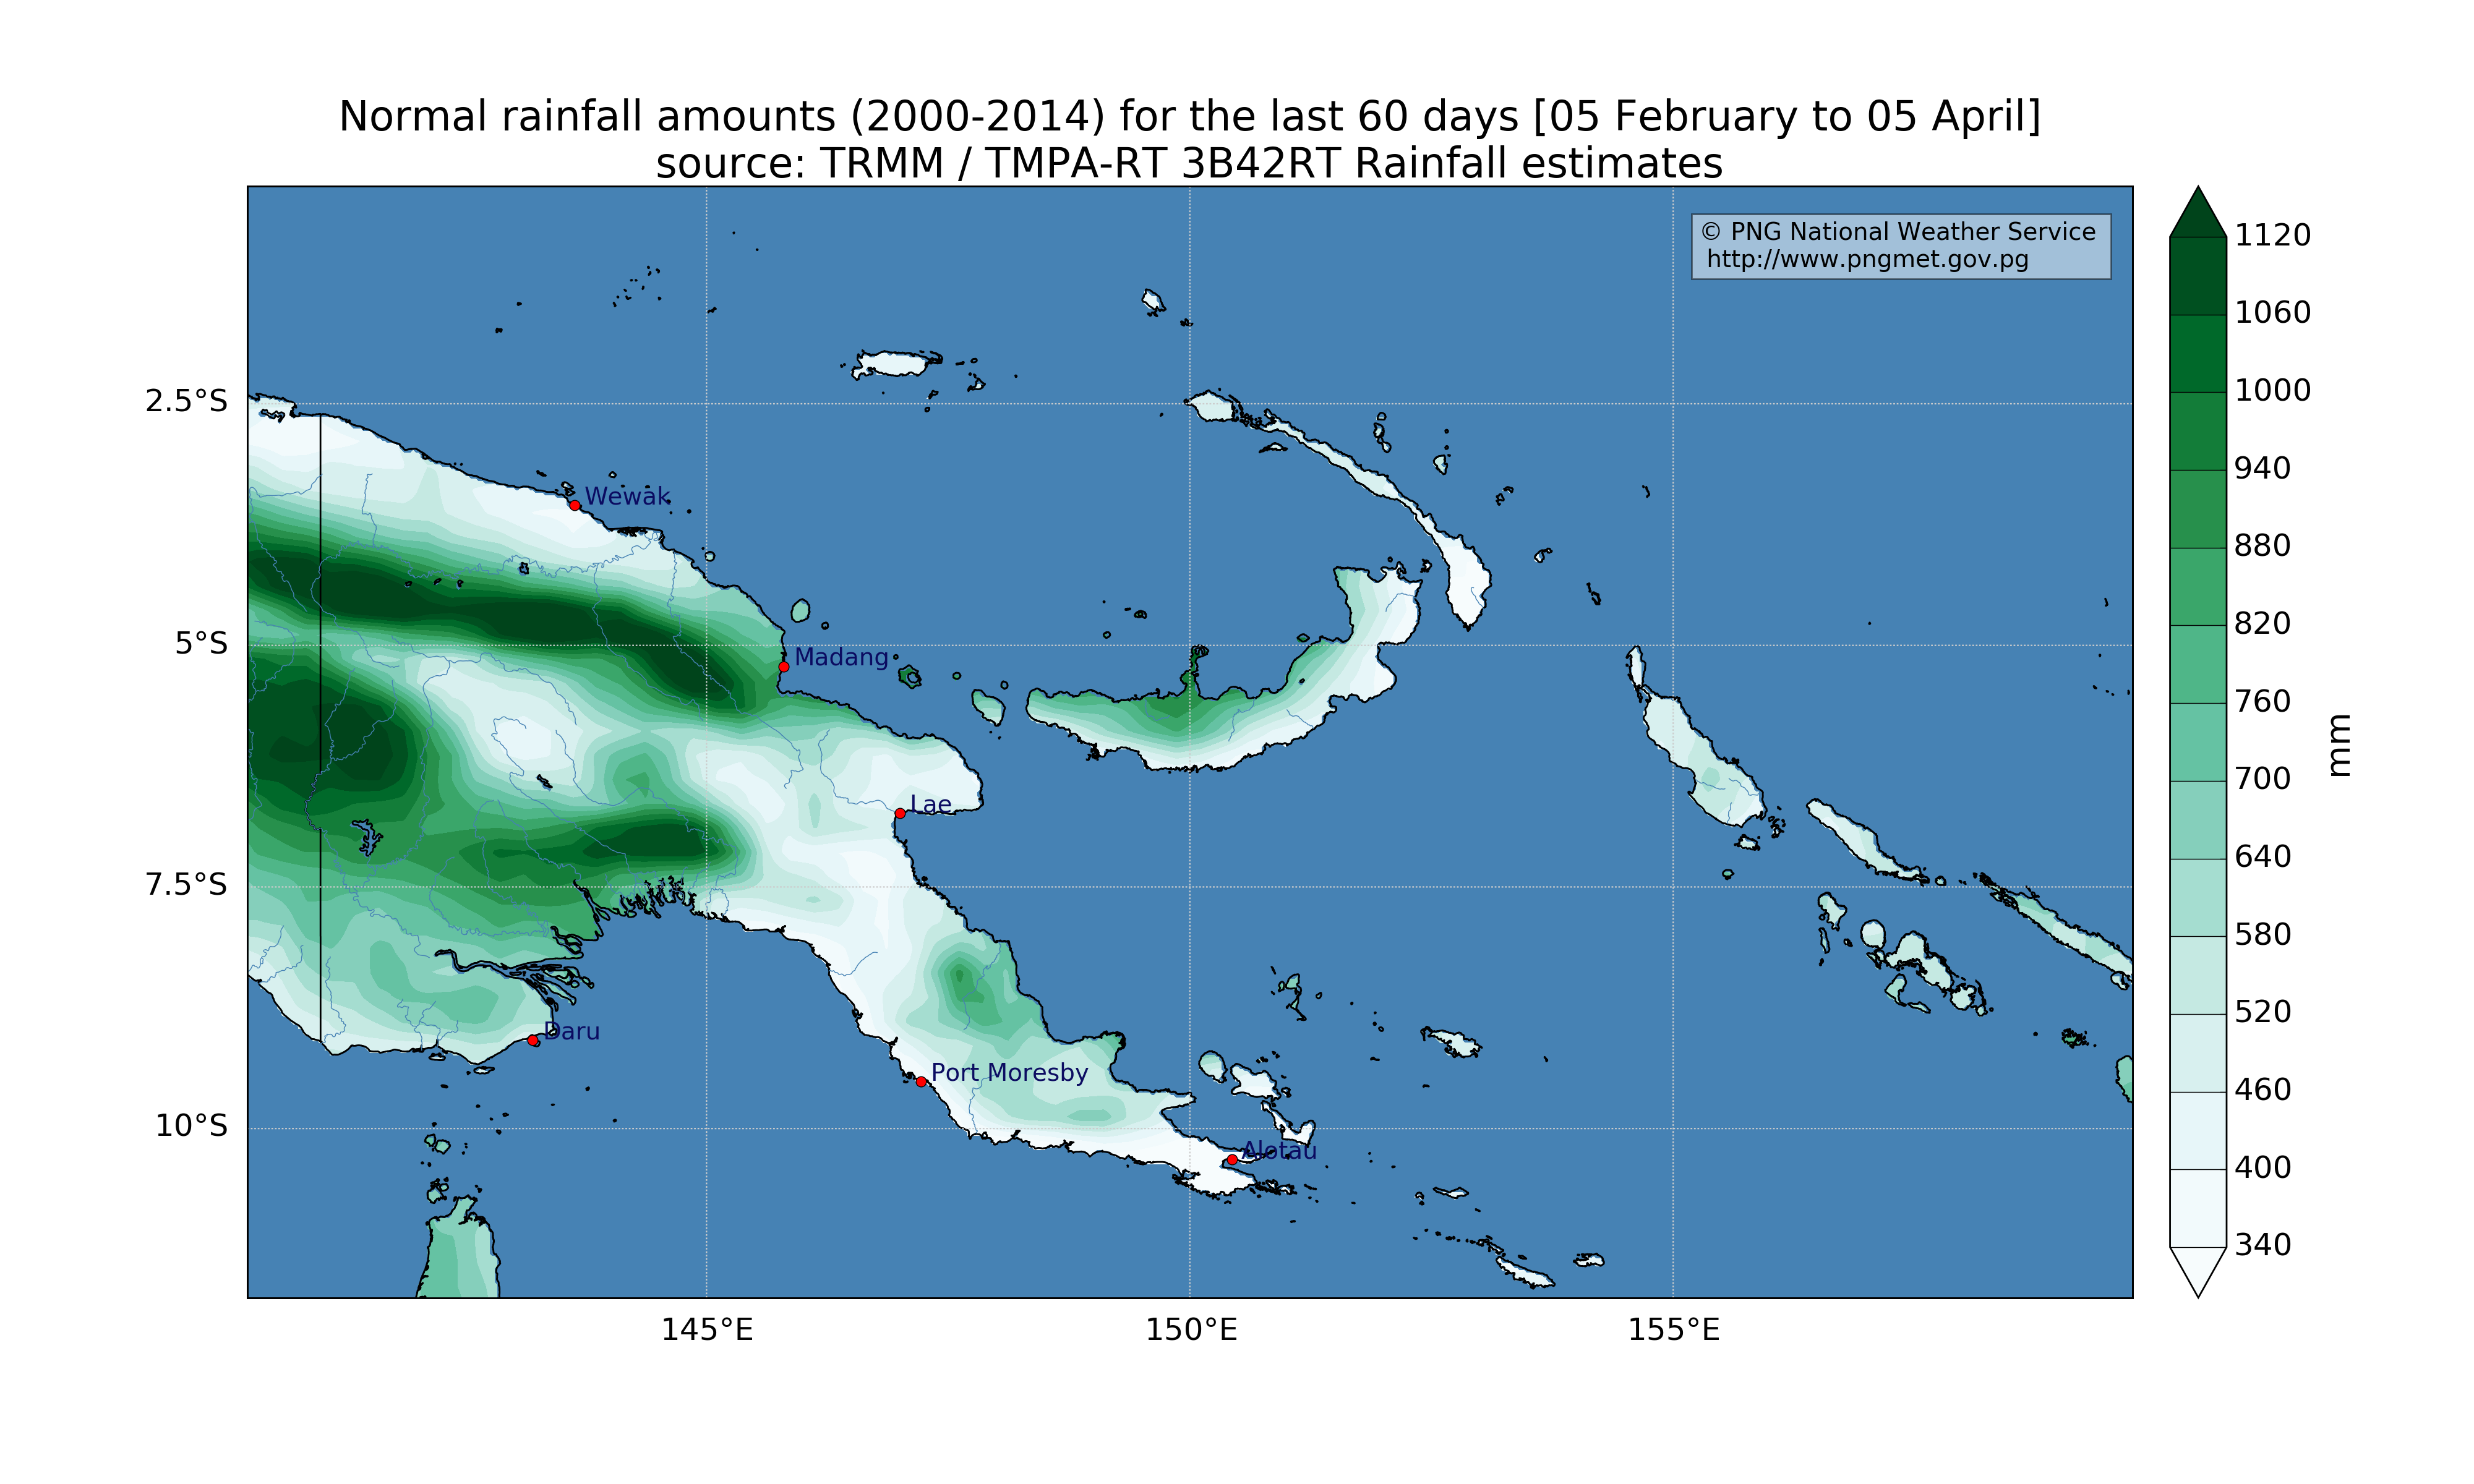 Normal rainfall amounts (2000-2014) for the last 60 days [05 February to 05 April]
source: TRMM / TMPA-RT 3B42RT Rainfall estimates
© PNG National Weather Service
http://www.pngmet.gov.pg
1120
1060
1000
940
880
820
760
700
640
580
520
460
400
340
mm
2.5°S
5°S
7.5°S
10°S
Wewak
Madang
Lae
Daru
Port Moresby
Alotau
145°E
150°E
155°E